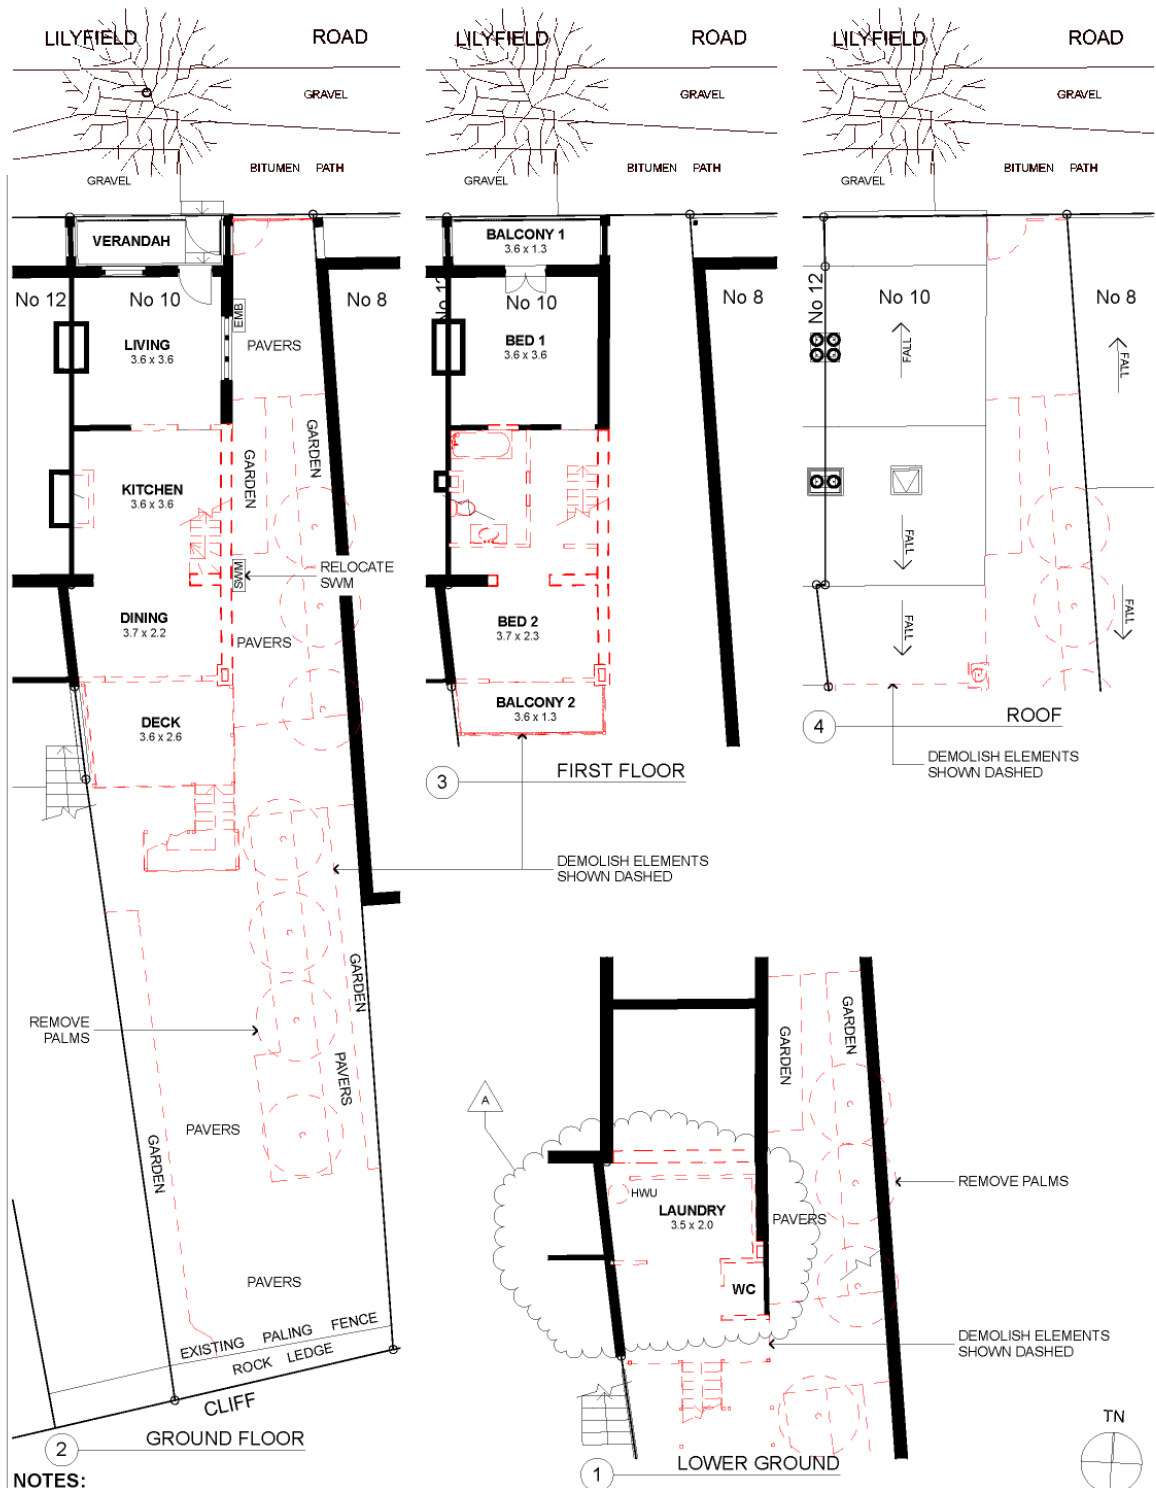 LILYFIELD ROAD
GRAVEL
BITUMEN PATH
GRAVEL
VERANDAH
No 12
No 10
No 8
EMB
LIVING
3.6 x 3.6
PAVERS
GARDEN
GARDEN
KITCHEN
3.6 x 3.6
SWM
RELOCATE
SWM
DINING
3.7 x 2.2
PAVERS
DECK
3.6 x 2.6
REMOVE
PALMS
GARDEN
PAVERS
PAVERS
GARDEN
PAVERS
EXISTING PALING FENCE
ROCK LEDGE
CLIFF
2
GROUND FLOOR
NOTES:
LILYFIELD ROAD
GRAVEL
BITUMEN PATH
GRAVEL
BALCONY 1
3.6 x 1.3
No 12
No 10
No 8
BED 1
3.6 x 3.6
BED 2
3.7 x 2.3
BALCONY 2
3.6 x 1.3
3
FIRST FLOOR
DEMOLISH ELEMENTS
SHOWN DASHED
LILYFIELD ROAD
GRAVEL
BITUMEN PATH
GRAVEL
No 12
No 10
No 8
FALL
FALL
FALL
FALL
FALL
4
ROOF
DEMOLISH ELEMENTS
SHOWN DASHED
GARDEN
GARDEN
A
HWU
LAUNDRY
3.5 x 2.0
PAVERS
WC
REMOVE PALMS
DEMOLISH ELEMENTS
SHOWN DASHED
1
LOWER GROUND
TN